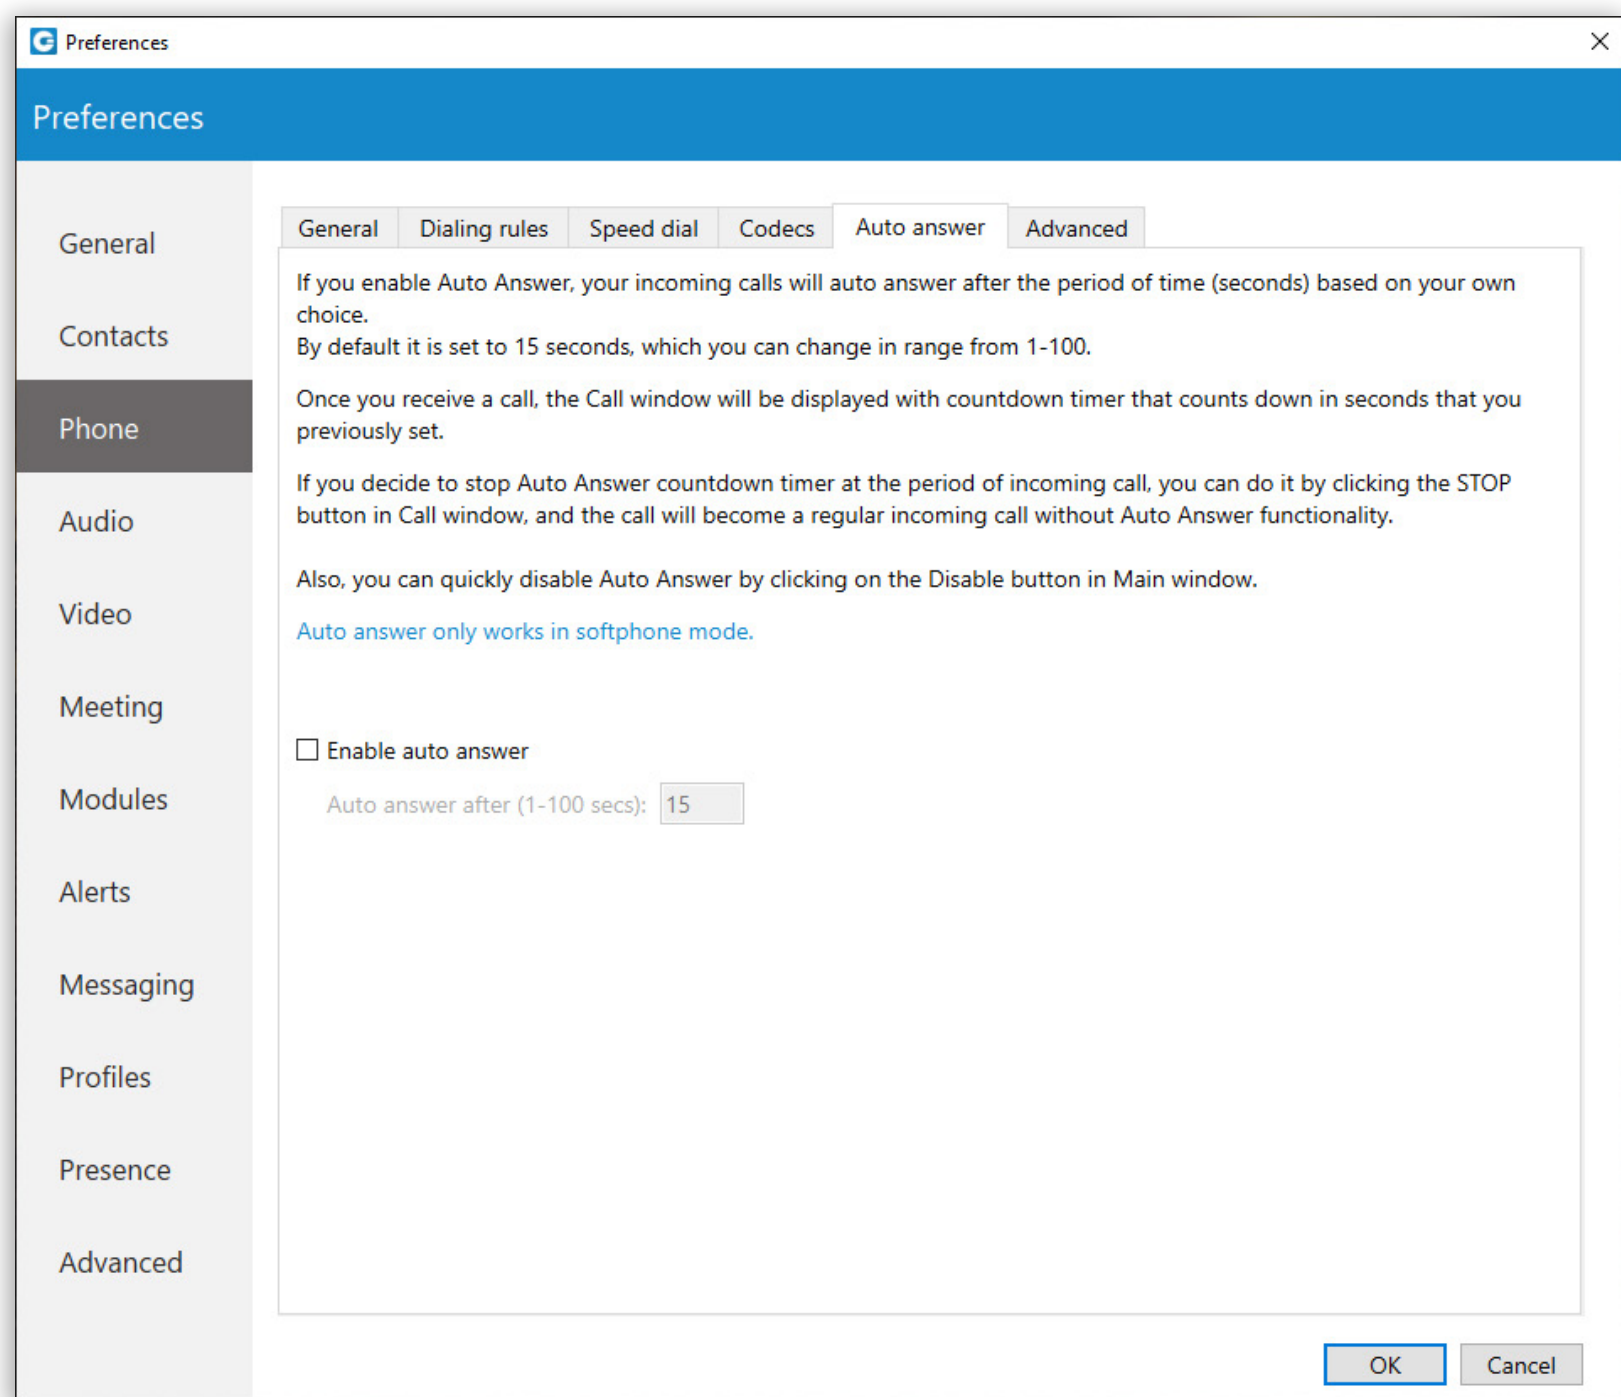 Preferences
Preferences
General
Contacts
Phone
Audio
Video
Meeting
Modules
Alerts
Messaging
Profiles
Presence
Advanced
General Dialing rules Speed dial Codecs Auto answer Advanced
If you enable Auto Answer, your incoming calls will auto answer after the period of time (seconds) based on your own
choice.
By default it is set to 15 seconds, which you can change in range from 1-100.
Once you receive a call, the Call window will be displayed with countdown timer that counts down in seconds that you
previously set.
If you decide to stop Auto Answer countdown timer at the period of incoming call, you can do it by clicking the STOP
button in Call window, and the call will become a regular incoming call without Auto Answer functionality.
Also, you can quickly disable Auto Answer by clicking on the Disable button in Main window.
Auto answer only works in softphone mode.
Enable auto answer
Auto answer after (1-100 secs): 15
OK Cancel